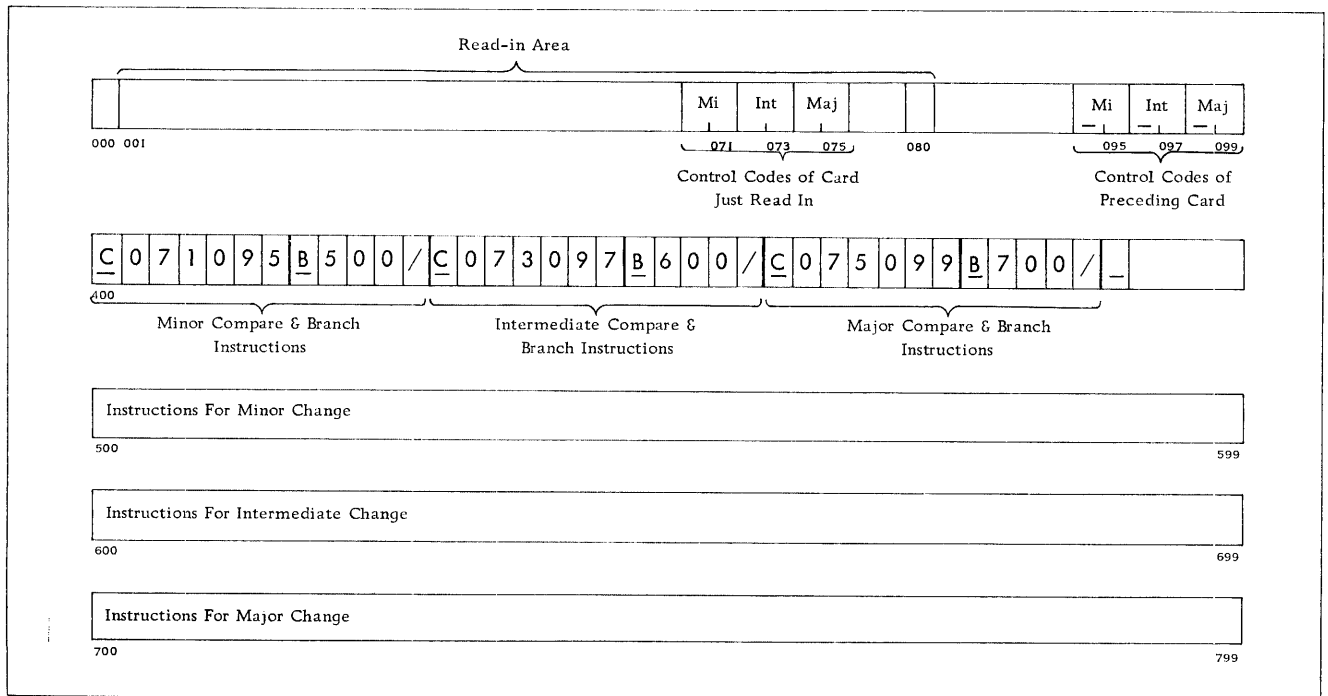 Read-in Area
Mi Int Maj Mi Int Maj
000 001 071 073 075 080 095 097 099
Control Codes of Card Control Codes of
Just Read In Preceding Card
C 0 7 1 0 9 5 B 5 0 0 / C 0 7 3 0 9 7 B 6 0 0 / C 0 7 5 0 9 9 B 7 0 0 / _
400
Minor Compare & Branch Intermediate Compare & Major Compare & Branch
Instructions Branch Instructions Instructions
Instructions For Minor Change
500 599
Instructions For Intermediate Change
600 699
Instructions For Major Change
700 799